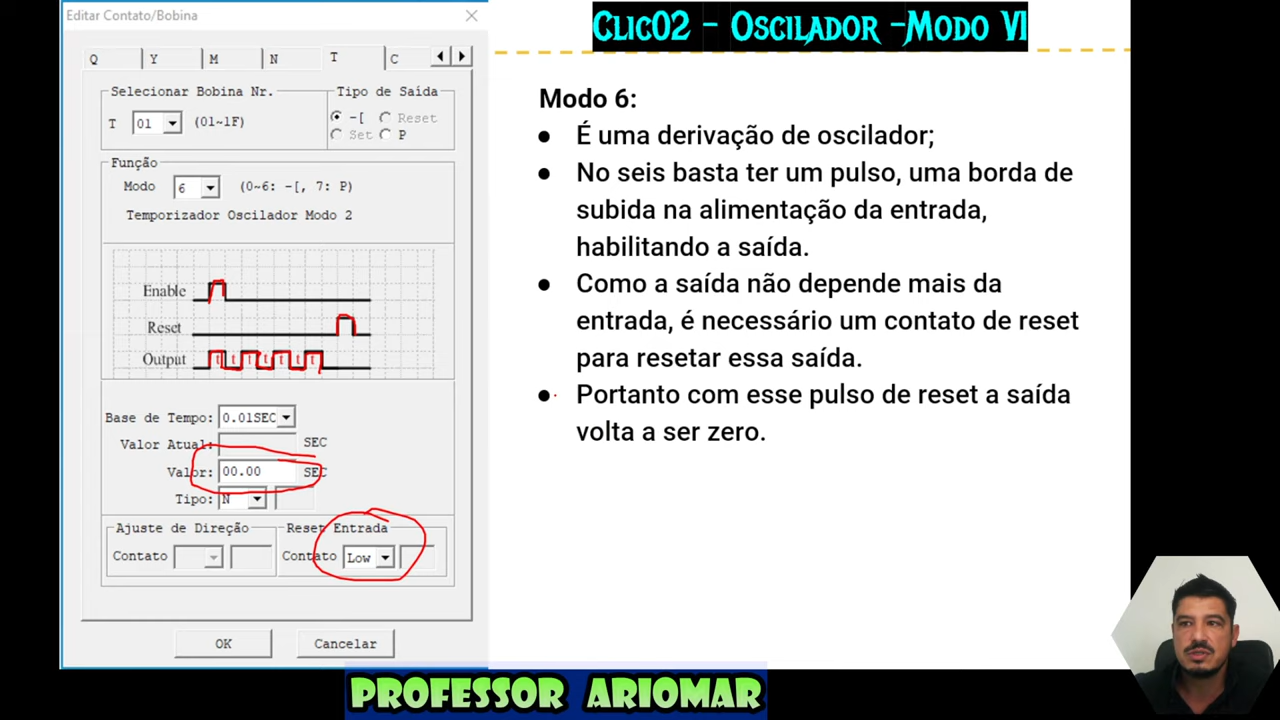 Editar Contato/Bobina
Clic02 - Oscilador -Modo VI
Q Y M N T C
Selecionar Bobina Nr.
Tipo de Saída
T 01 (01~1F)
-[ Reset
Set P
Função
Modo 6 (0~6: -[, 7: P)
Temporizador Oscilador Modo 2
Enable
Reset
Output t t t t t t t
Base de Tempo: 0.01SEC
Valor Atual: SEC
Valor: 00.00 SEC
Tipo: N
Ajuste de Direção
Reset Entrada
Contato
Contato Low
OK
Cancelar
Modo 6:
● É uma derivação de oscilador;
● No seis basta ter um pulso, uma borda de
subida na alimentação da entrada,
habilitando a saída.
● Como a saída não depende mais da
entrada, é necessário um contato de reset
para resetar essa saída.
● Portanto com esse pulso de reset a saída
volta a ser zero.
PROFESSOR ARIOMAR